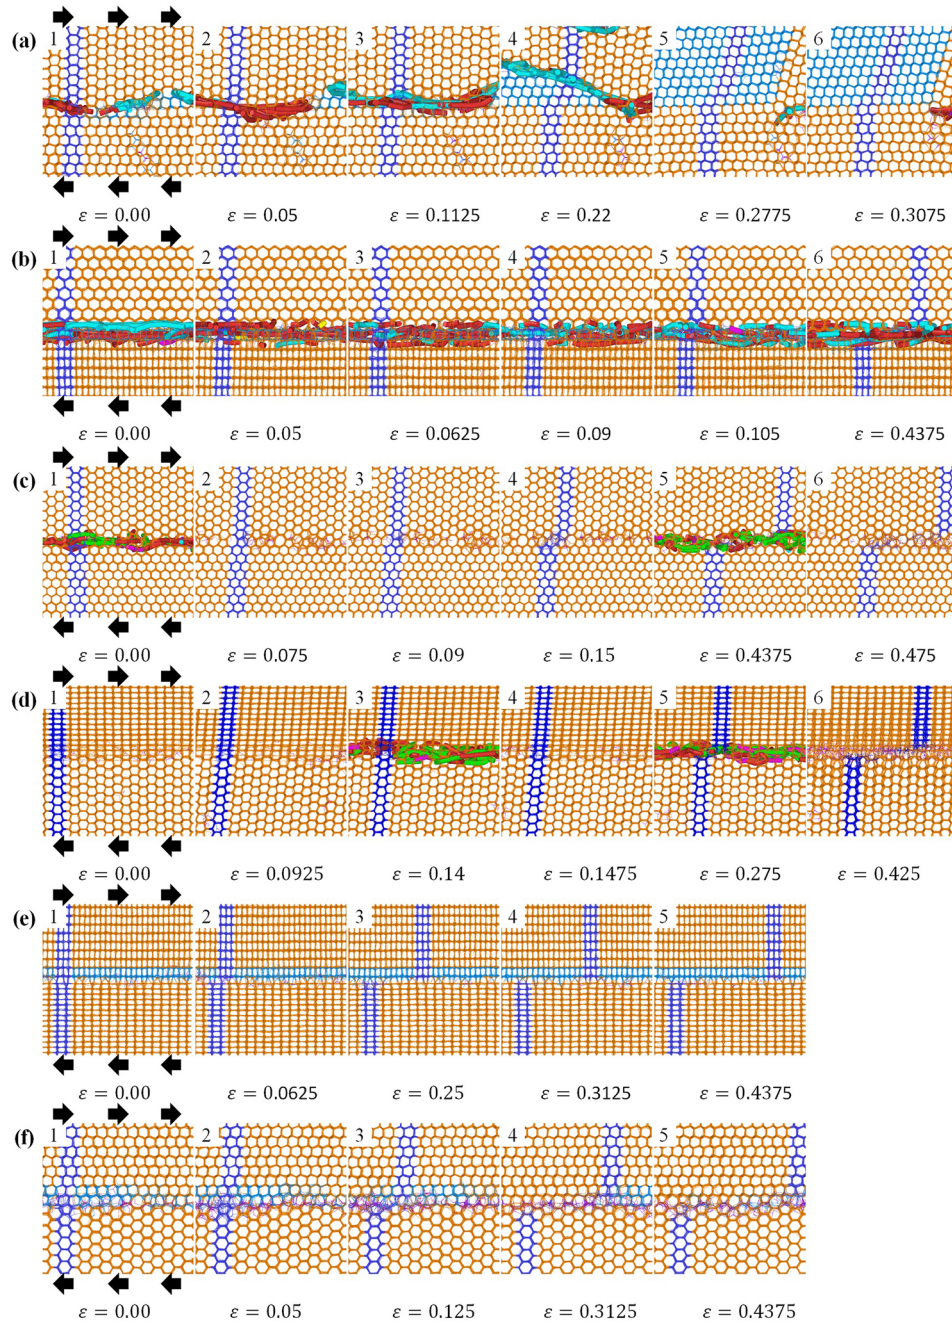 (a) 1 2 3 4 5 6
ε = 0.00 ε = 0.05 ε = 0.1125 ε = 0.22 ε = 0.2775 ε = 0.3075
(b) 1 2 3 4 5 6
ε = 0.00 ε = 0.05 ε = 0.0625 ε = 0.09 ε = 0.105 ε = 0.4375
(c) 1 2 3 4 5 6
ε = 0.00 ε = 0.075 ε = 0.09 ε = 0.15 ε = 0.4375 ε = 0.475
(d) 1 2 3 4 5 6
ε = 0.00 ε = 0.0925 ε = 0.14 ε = 0.1475 ε = 0.275 ε = 0.425
(e) 1 2 3 4 5
ε = 0.00 ε = 0.0625 ε = 0.25 ε = 0.3125 ε = 0.4375
(f) 1 2 3 4 5
ε = 0.00 ε = 0.05 ε = 0.125 ε = 0.3125 ε = 0.4375